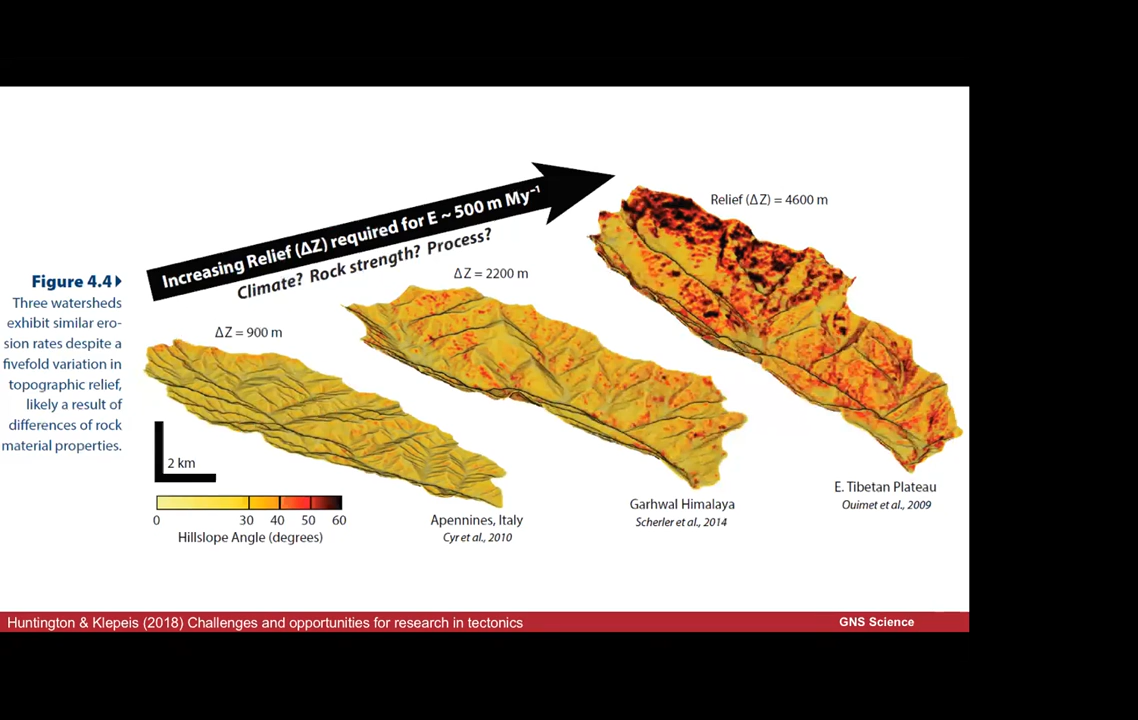 Increasing Relief (ΔZ) required for E ~ 500 m My⁻¹
Climate? Rock strength? Process?
Relief (ΔZ) = 4600 m
ΔZ = 2200 m
ΔZ = 900 m
Figure 4.4
Three watersheds
exhibit similar ero-
sion rates despite a
fivefold variation in
topographic relief,
likely a result of
differences of rock
material properties.
2 km
0 30 40 50 60
Hillslope Angle (degrees)
Apennines, Italy
Cyr et al., 2010
Garhwal Himalaya
Scherler et al., 2014
E. Tibetan Plateau
Ouimet et al., 2009
Huntington & Klepeis (2018) Challenges and opportunities for research in tectonics
GNS Science